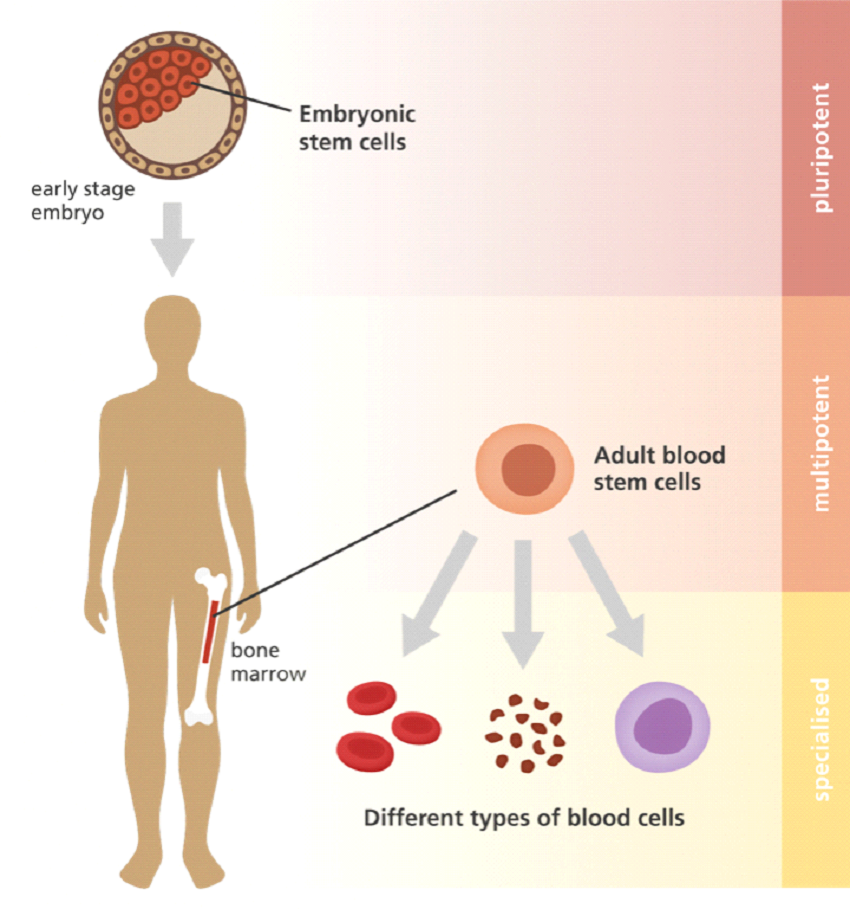 Embryonic
stem cells
early stage
embryo
pluripotent
Adult blood
stem cells
multipotent
bone
marrow
Different types of blood cells
specialised